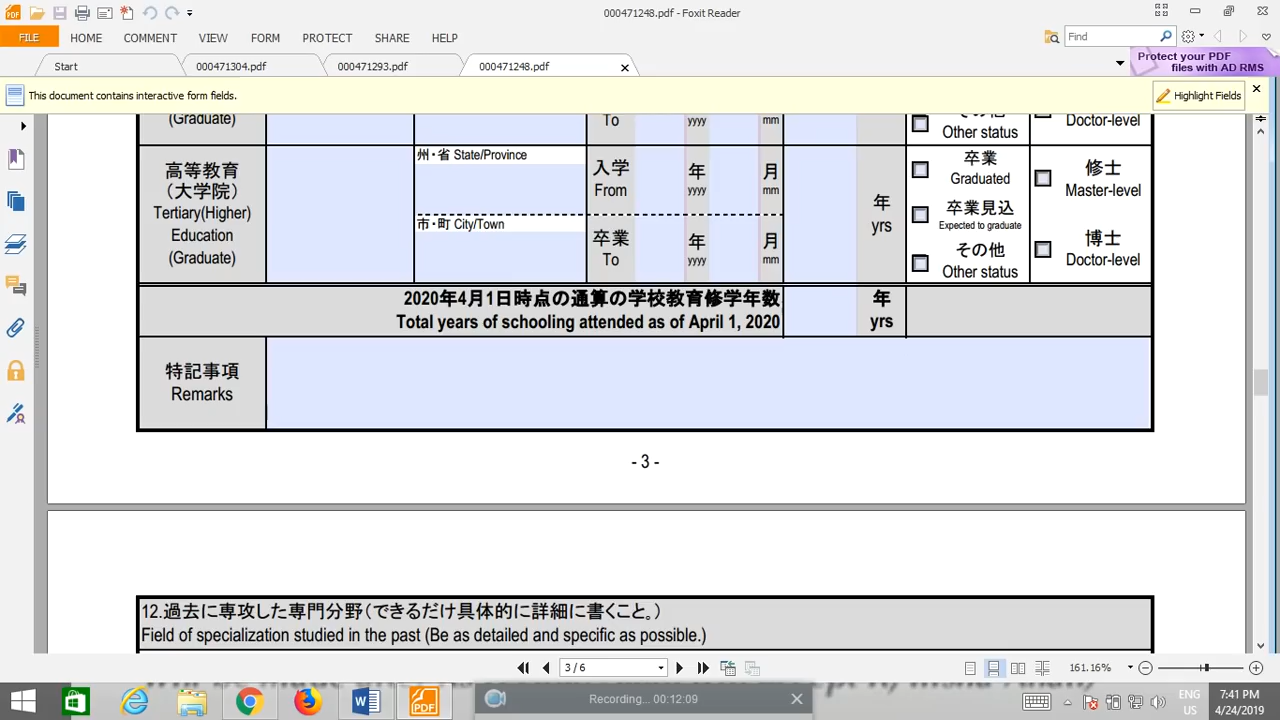 000471248.pdf - Foxit Reader
FILE
HOME
COMMENT
VIEW
FORM
PROTECT
SHARE
HELP
Find
Start
000471304.pdf
000471293.pdf
000471248.pdf
Protect your PDF
files with AD RMS
This document contains interactive form fields.
Highlight Fields
(Graduate)
To
yyyy
mm
その他
Other status
Doctor-level
高等教育
(大学院)
Tertiary(Higher)
Education
(Graduate)
州・省 State/Province
市・町 City/Town
入学
From
年
yyyy
月
mm
卒業
To
年
yyyy
月
mm
年
yrs
卒業
Graduated
卒業見込
Expected to graduate
その他
Other status
修士
Master-level
博士
Doctor-level
2020年4月1日時点の通算の学校教育修学年数
Total years of schooling attended as of April 1, 2020
年
yrs
特記事項
Remarks
- 3 -
12.過去に専攻した専門分野(できるだけ具体的に詳細に書くこと。)
Field of specialization studied in the past (Be as detailed and specific as possible.)
3 / 6
161.16%
Recording... 00:12:09
ENG
US
7:41 PM
4/24/2019